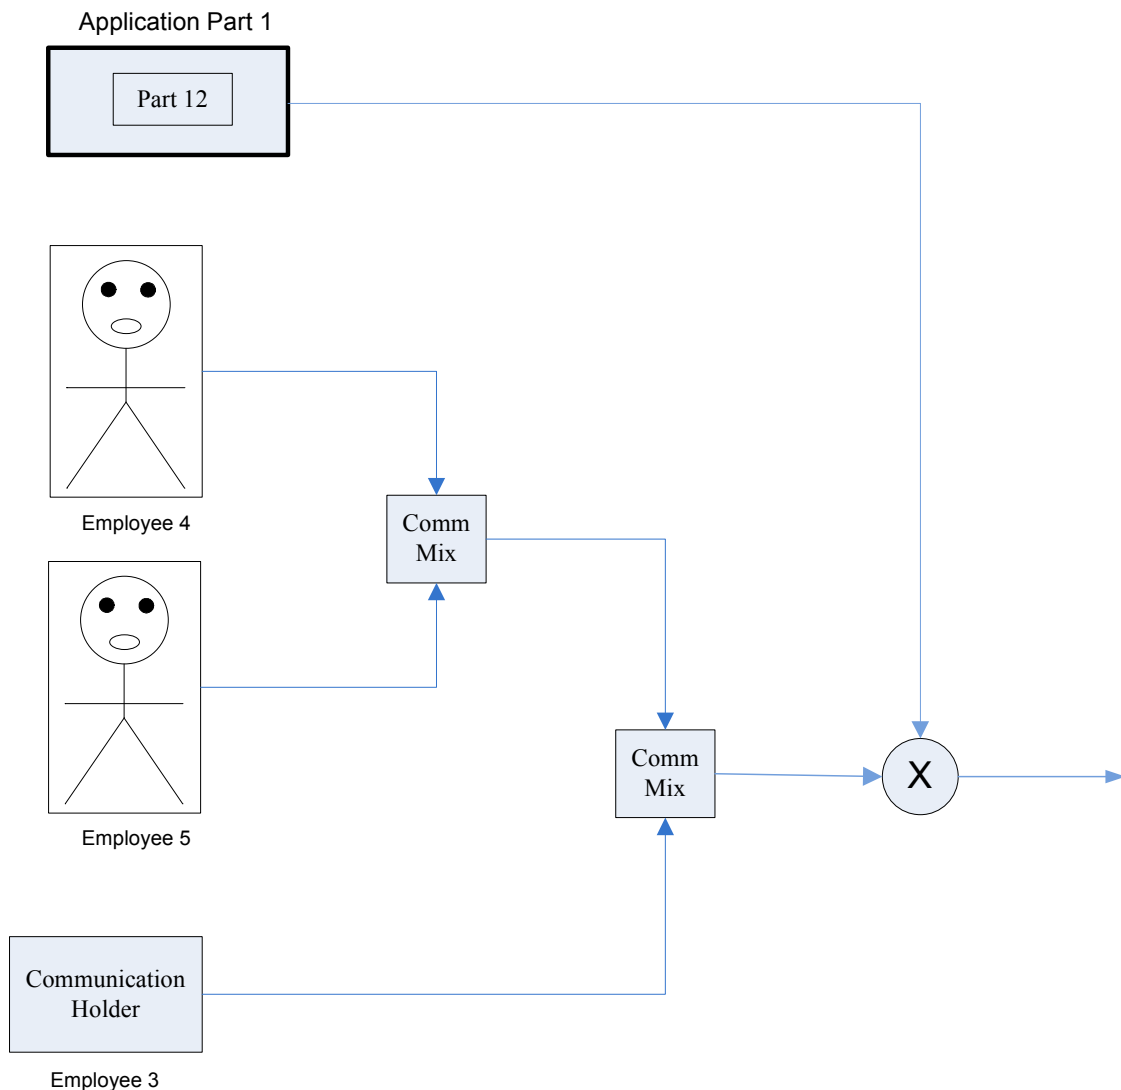 Application Part 1
Part 12
Employee 4
Comm
Mix
Employee 5
Comm
Mix
X
Communication
Holder
Employee 3